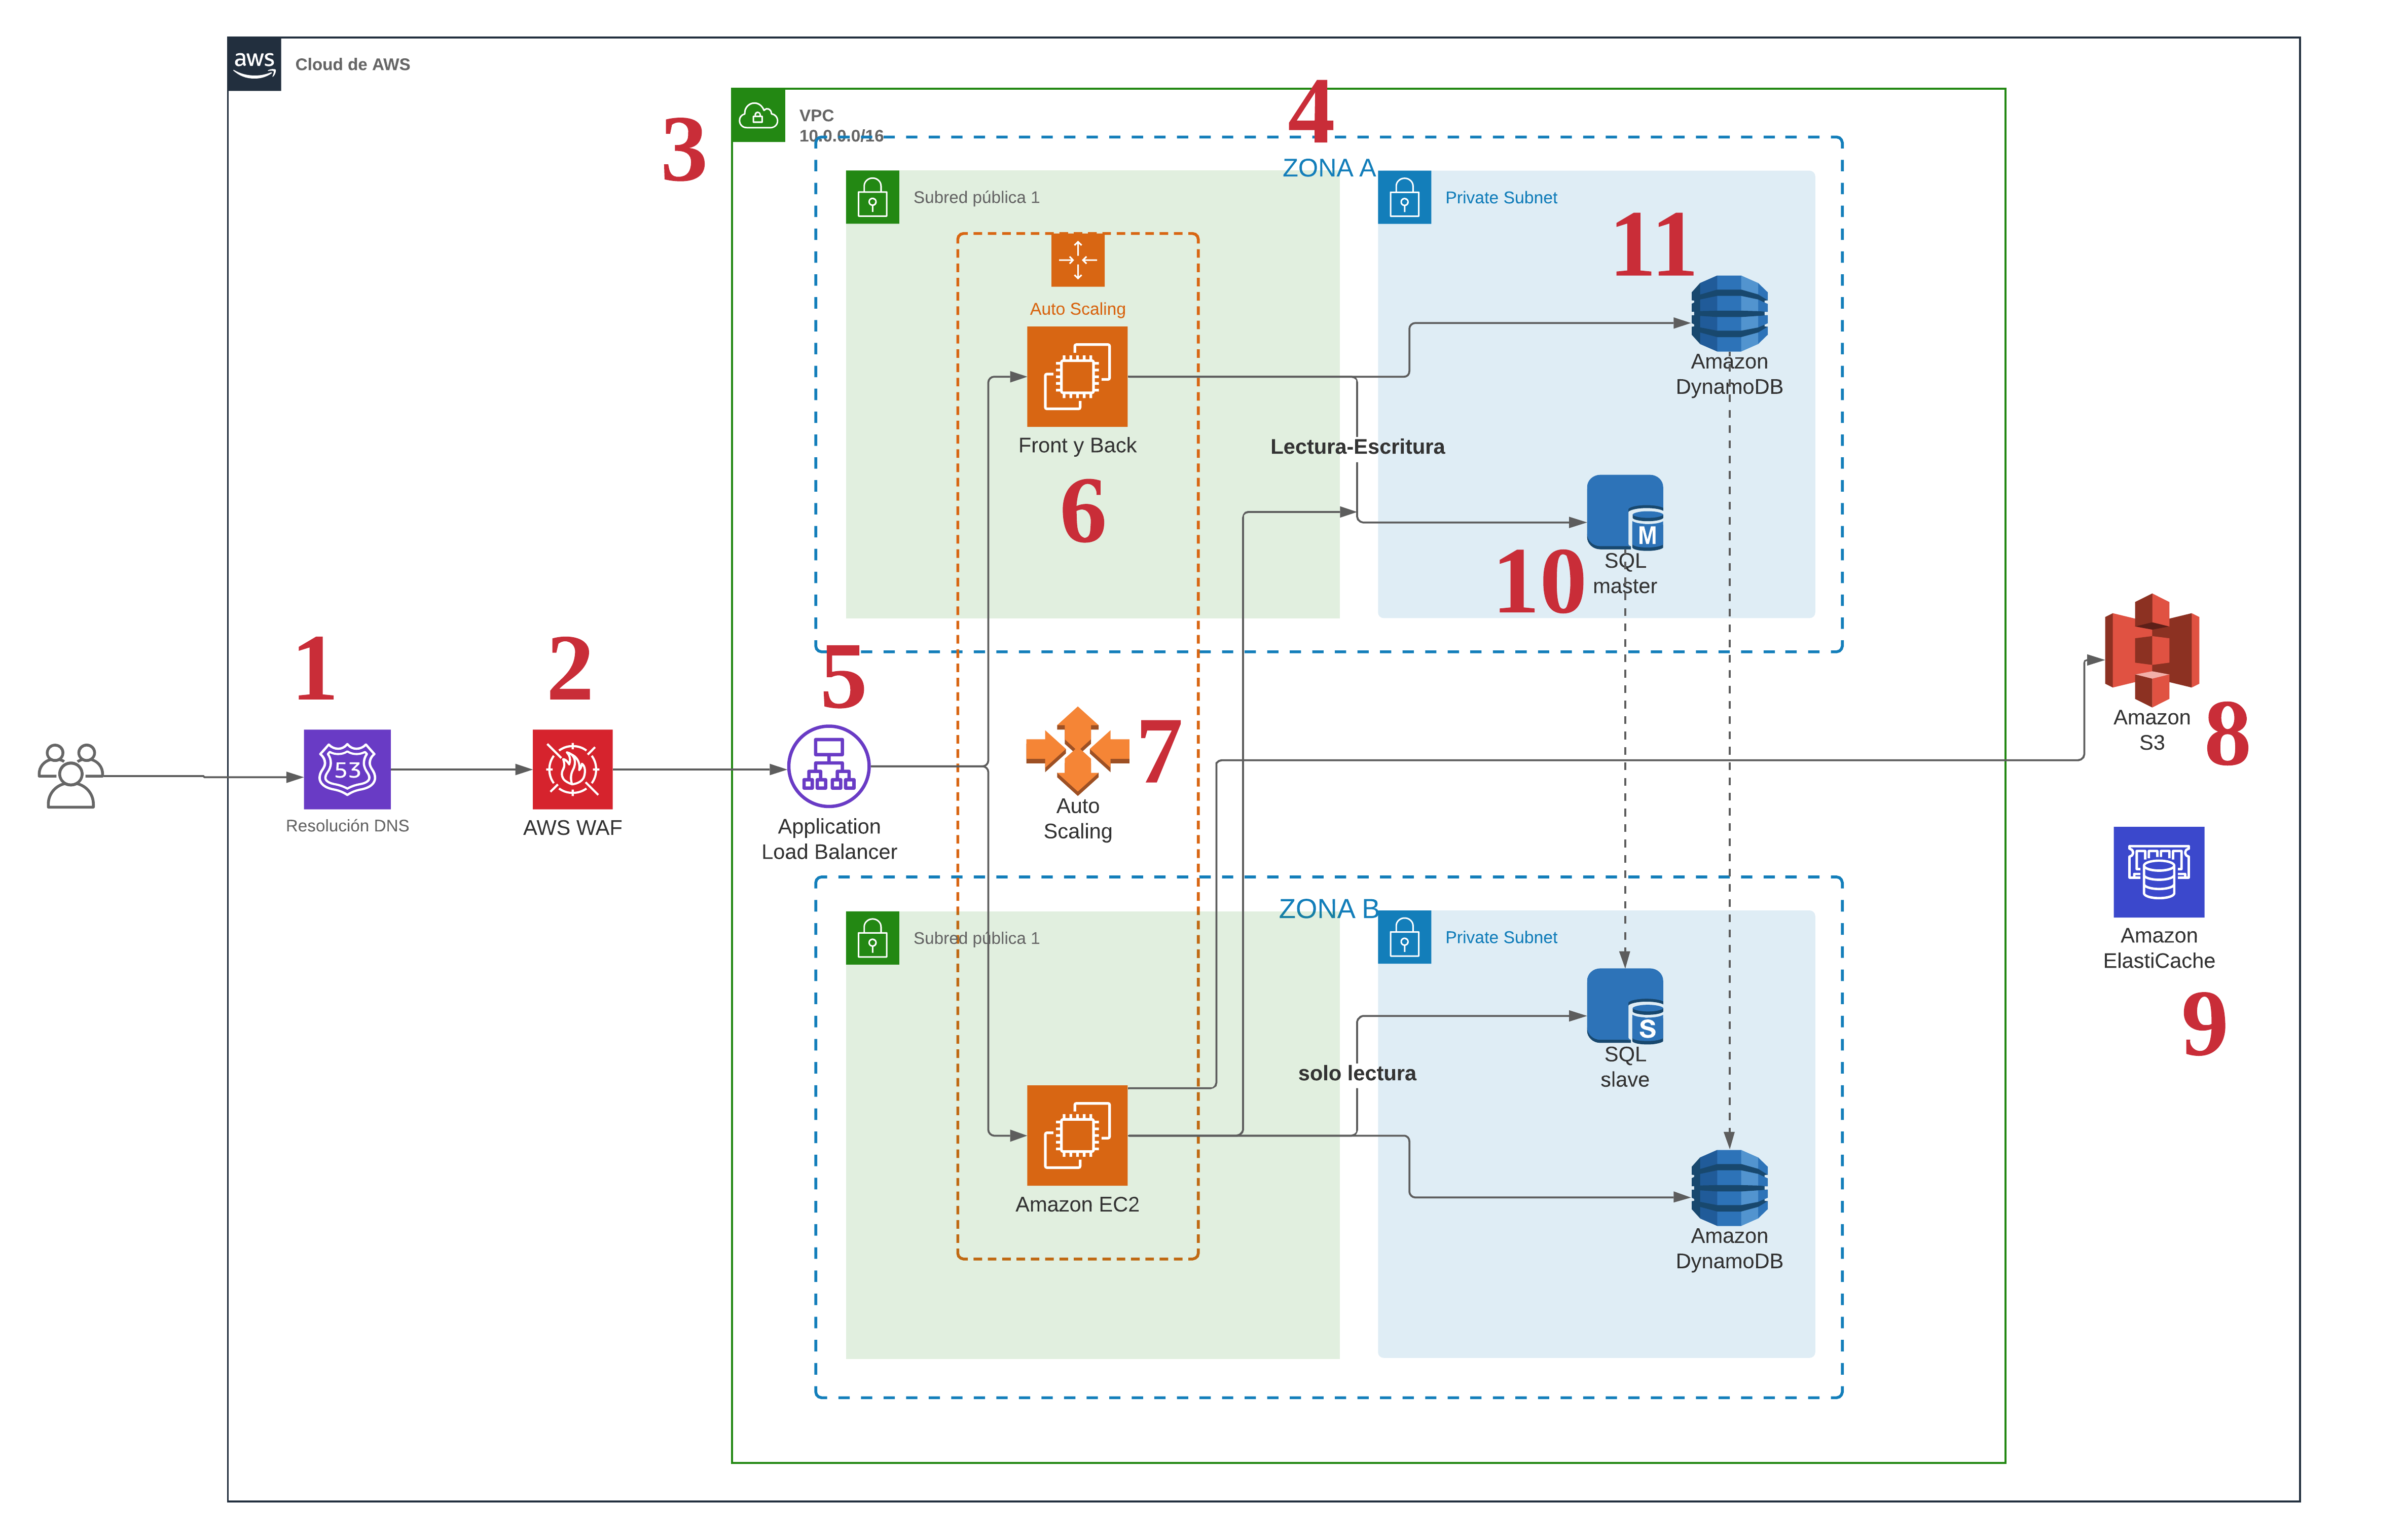 aws
Cloud de AWS
3
VPC
10.0.0.0/16
4
ZONA A
Subred pública 1
Private Subnet
11
Auto Scaling
Amazon
DynamoDB
Front y Back
Lectura-Escritura
6
M
SQL
master
10
1
2
5
7
Amazon
S3
8
53
Resolución DNS
AWS WAF
Application
Load Balancer
Auto
Scaling
Amazon
ElastiCache
9
ZONA B
Subred pública 1
Private Subnet
S
SQL
slave
solo lectura
Amazon EC2
Amazon
DynamoDB